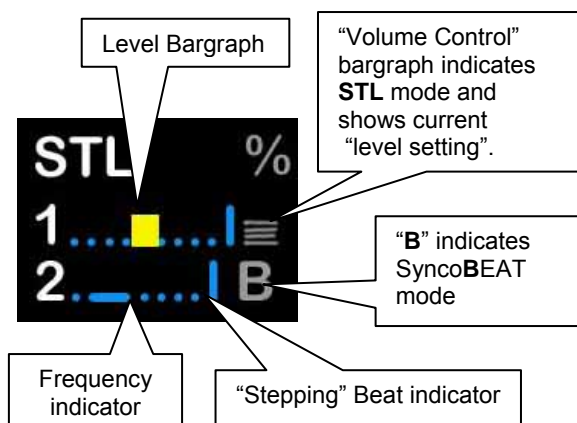 Level Bargraph
“Volume Control”
bargraph indicates
STL mode and
shows current
“level setting”.
STL %
1
2 B
“B” indicates
SyncoBEAT
mode
Frequency
indicator
“Stepping” Beat indicator